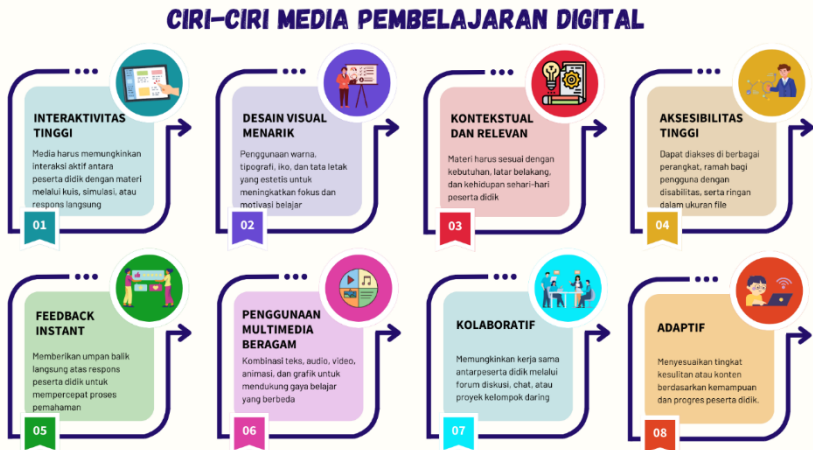 CIRI-CIRI MEDIA PEMBELAJARAN DIGITAL
INTERAKTIVITAS
TINGGI
Media harus memungkinkan
interaksi aktif antara
peserta didik dengan materi
melalui kuis, simulasi, atau
respons langsung
01
DESAIN VISUAL
MENARIK
Penggunaan warna,
tipografi, iko, dan tata letak
yang estetis untuk
meningkatkan fokus dan
motivasi belajar
02
KONTEKSTUAL
DAN RELEVAN
Materi harus sesuai dengan
kebutuhan, latar belakang,
dan kehidupan sehari-hari
peserta didik
03
AKSESIBILITAS
TINGGI
Dapat diakses di berbagai
perangkat, ramah bagi
pengguna dengan
disabilitas, serta ringan
dalam ukuran file
04
FEEDBACK
INSTANT
Memberikan umpan balik
langsung atas respons
peserta didik untuk
mempercepat proses
pemahaman
05
PENGGUNAAN
MULTIMEDIA
BERAGAM
Kombinasi teks, audio, video,
animasi, dan grafik untuk
mendukung gaya belajar
yang berbeda
06
KOLABORATIF
Memungkinkan kerja sama
antarpeserta didik melalui
forum diskusi, chat, atau
proyek kelompok daring
07
ADAPTIF
Menyesuaikan tingkat
kesulitan atau konten
berdasarkan kemampuan
dan progres peserta didik.
08